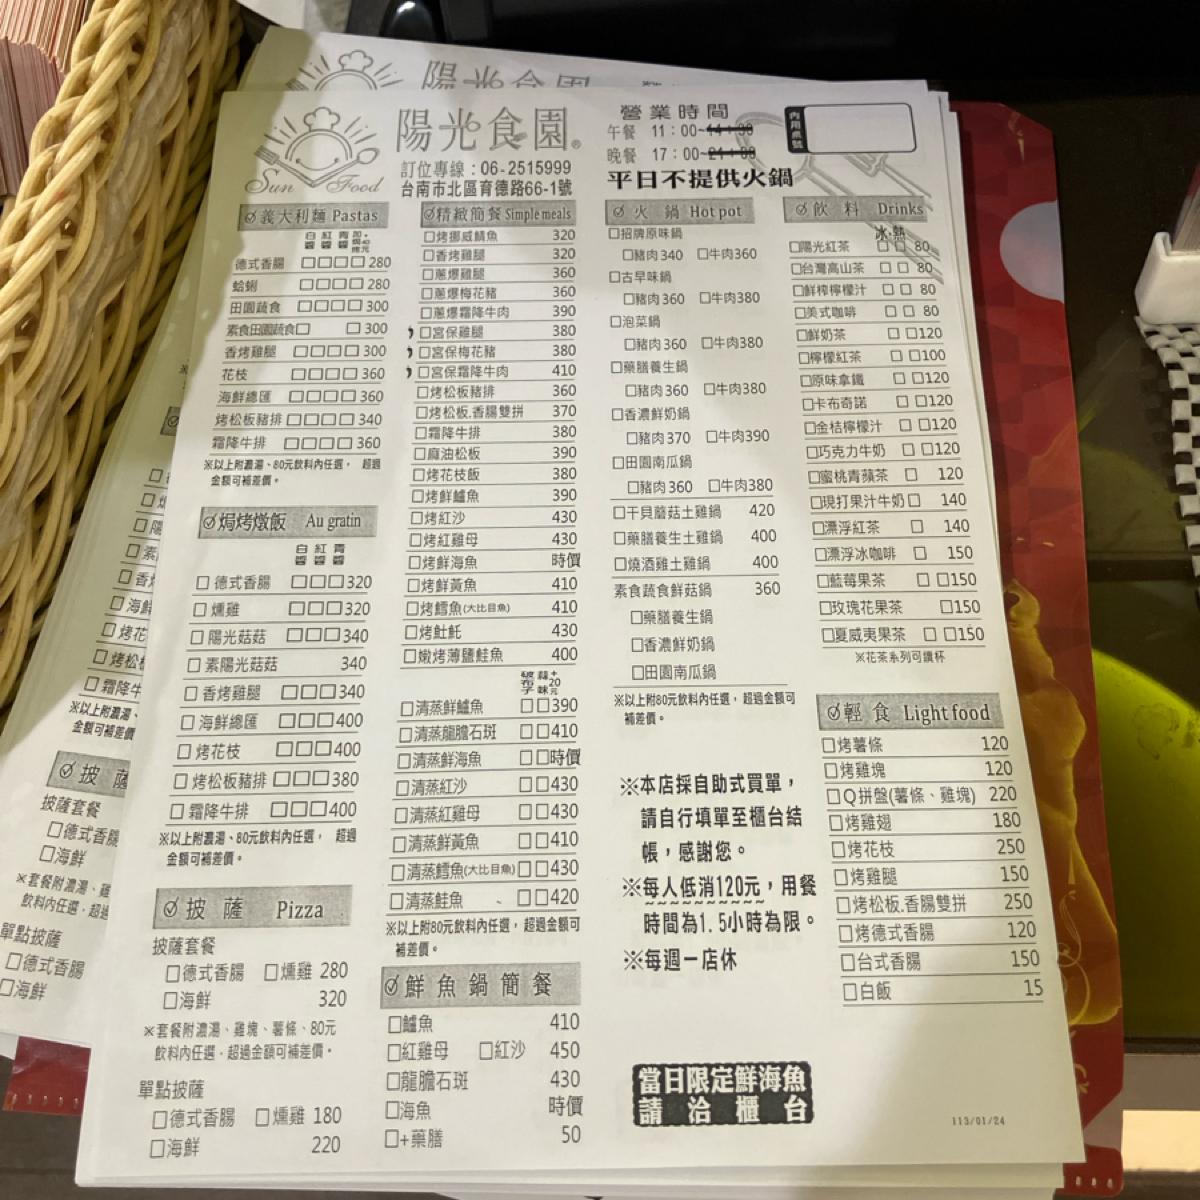 陽光食園®
Sun Food
訂位專線：06-2515999
台南市北區育德路66-1號
營業時間
午餐 11：00~14：30
晚餐 17：00~21：00
平日不提供火鍋
內用桌號
義大利麵 Pastas
白醬 紅醬 青醬
德式香腸 □□□□ 280
蛤蜊 □□□□ 280
田園蔬食 □□□□ 300
素食田園蔬食□ □ 300
香烤雞腿 □□□□ 300
花枝 □□□□ 360
海鮮總匯 □□□□ 360
烤松板豬排 □□□□ 340
霜降牛排 □□□□ 360
※以上附濃湯、80元飲料內任選， 超過
金額可補差價。
焗烤燉飯 Au gratin
白醬 紅醬 青醬
□ 德式香腸 □□□320
□ 燻雞 □□□320
□ 陽光菇菇 □□□340
□ 素陽光菇菇 340
□ 香烤雞腿 □□□340
□ 海鮮總匯 □□□400
□ 烤花枝 □□□400
□ 烤松板豬排 □□□380
□ 霜降牛排 □□□400
※以上附濃湯、80元飲料內任選， 超過
金額可補差價。
披薩 Pizza
披薩套餐
□德式香腸 □燻雞 280
□海鮮 320
※套餐附濃湯、雞塊、薯條、80元
飲料內任選，超過金額可補差價。
單點披薩
□德式香腸 □燻雞 180
□海鮮 220
精緻簡餐 Simple meals
□烤挪威鯖魚 320
□香烤雞腿 320
□蔥爆雞腿 360
□蔥爆梅花豬 360
□蔥爆霜降牛肉 390
□宮保雞腿 380
□宮保梅花豬 380
□宮保霜降牛肉 410
□烤松板豬排 360
□烤松板.香腸雙拼 370
□霜降牛排 380
□麻油松板 390
□烤花枝飯 380
□烤鮮鱸魚 390
□烤紅沙 430
□烤紅雞母 430
□烤鮮海魚 時價
□烤鮮黃魚 410
□烤鱈魚(大比目魚) 410
□烤魠魠 430
□嫩烤薄鹽鮭魚 400
破布子 蒜味+20元
□清蒸鮮鱸魚 □□390
□清蒸龍膽石斑 □□410
□清蒸鮮海魚 □□時價
□清蒸紅沙 □□430
□清蒸紅雞母 □□430
□清蒸鮮黃魚 □□410
□清蒸鱈魚(大比目魚)□□430
□清蒸鮭魚 □□420
※以上附80元飲料內任選，超過金額可
補差價。
鮮魚鍋簡餐
□鱸魚 410
□紅雞母 □紅沙 450
□龍膽石斑 430
□海魚 時價
□+藥膳 50
火鍋 Hot pot
□招牌原味鍋
□豬肉340 □牛肉360
□古早味鍋
□豬肉360 □牛肉380
□泡菜鍋
□豬肉360 □牛肉380
□藥膳養生鍋
□豬肉360 □牛肉380
□香濃鮮奶鍋
□豬肉370 □牛肉390
□田園南瓜鍋
□豬肉360 □牛肉380
□干貝蘑菇土雞鍋 420
□藥膳養生土雞鍋 400
□燒酒雞土雞鍋 400
素食蔬食鮮菇鍋 360
□藥膳養生鍋
□香濃鮮奶鍋
□田園南瓜鍋
※以上附80元飲料內任選，超過金額可
補差價。
※本店採自助式買單，
請自行填單至櫃台結
帳，感謝您。
※每人低消120元，用餐
時間為1.5小時為限。
※每週一店休
當日限定鮮海魚
請洽櫃台
飲料 Drinks
冰.熱
□陽光紅茶 □ □ 80
□台灣高山茶 □ □ 80
□鮮榨檸檬汁 □ □ 80
□美式咖啡 □ □ 80
□鮮奶茶 □ □120
□檸檬紅茶 □ □100
□原味拿鐵 □ □120
□卡布奇諾 □ □120
□金桔檸檬汁 □ □120
□巧克力牛奶 □ □120
□蜜桃青蘋茶 □ 120
□現打果汁牛奶□ 140
□漂浮紅茶 □ 140
□漂浮冰咖啡 □ 150
□藍莓果茶 □ □150
□玫瑰花果茶 □150
□夏威夷果茶 □ □150
※花茶系列可續杯
輕食 Light food
□烤薯條 120
□烤雞塊 120
□Q拼盤(薯條、雞塊) 220
□烤雞翅 180
□烤花枝 250
□烤雞腿 150
□烤松板.香腸雙拼 250
□烤德式香腸 120
□台式香腸 150
□白飯 15
113/01/24